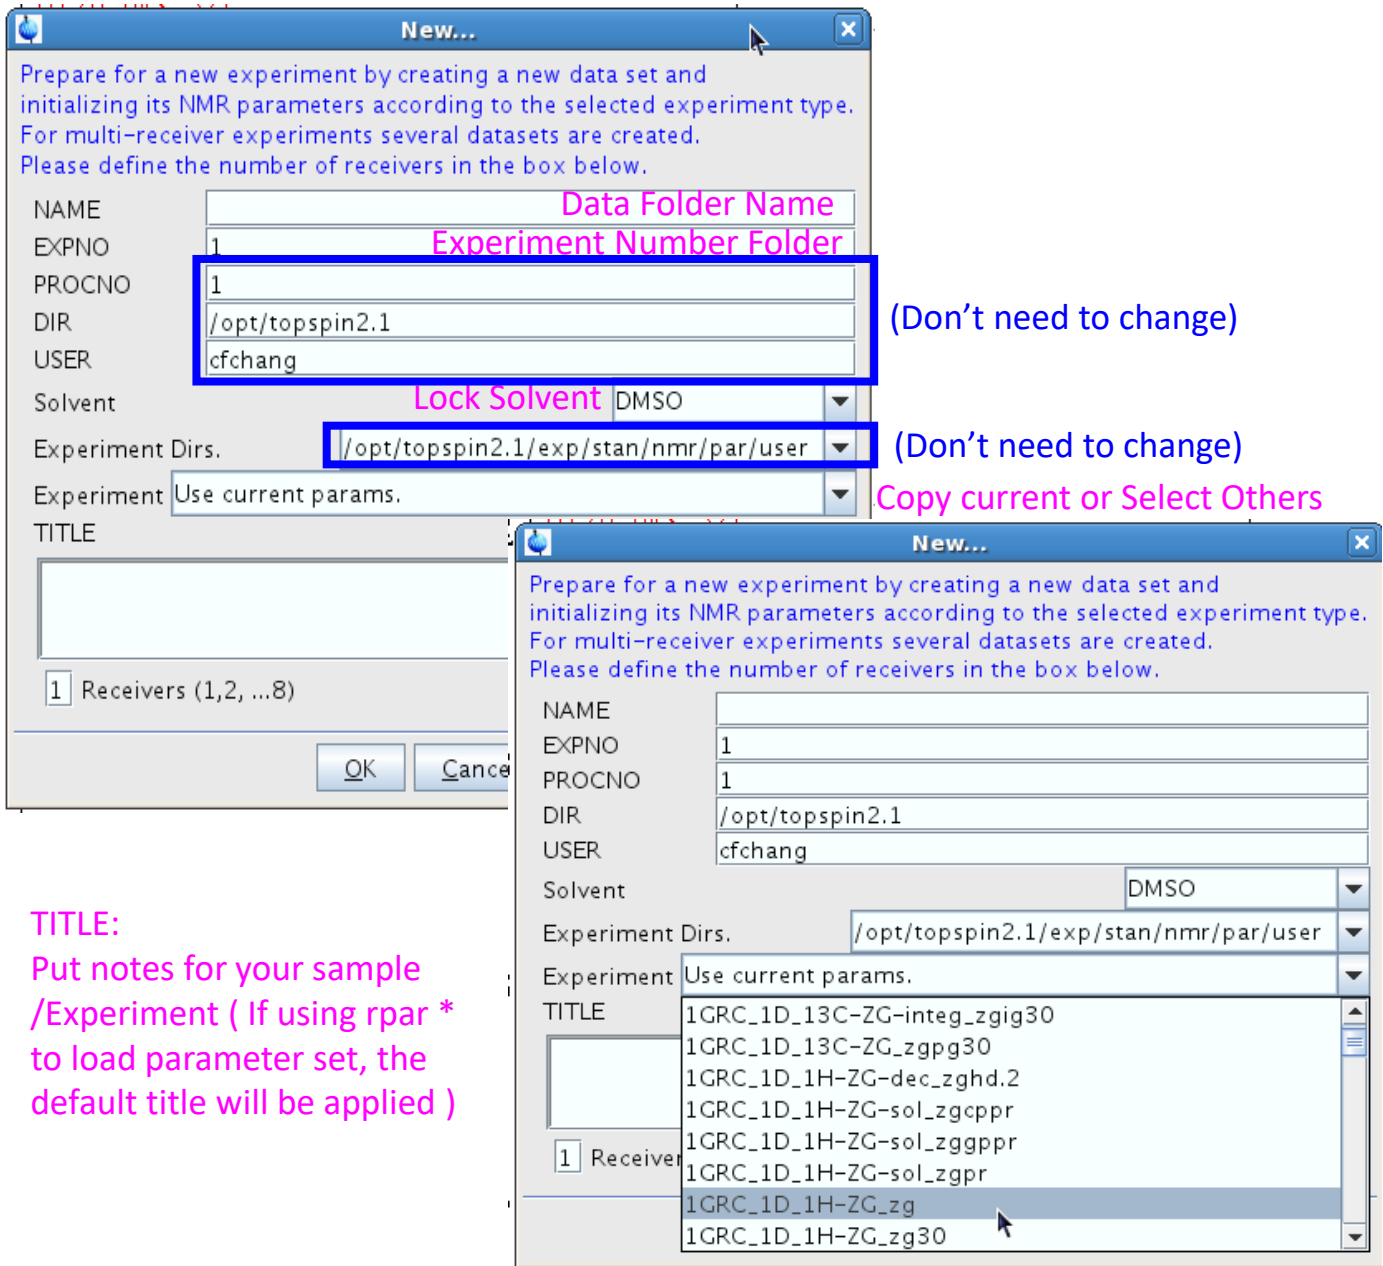 New...
Prepare for a new experiment by creating a new data set and
initializing its NMR parameters according to the selected experiment type.
For multi-receiver experiments several datasets are created.
Please define the number of receivers in the box below.
NAME Data Folder Name
EXPNO 1 Experiment Number Folder
PROCNO 1
DIR /opt/topspin2.1
USER cfchang
(Don’t need to change)
Solvent Lock Solvent DMSO
Experiment Dirs. /opt/topspin2.1/exp/stan/nmr/par/user
(Don’t need to change)
Experiment Use current params.
Copy current or Select Others
TITLE
1 Receivers (1,2, ...8)
OK Cance
New...
Prepare for a new experiment by creating a new data set and
initializing its NMR parameters according to the selected experiment type.
For multi-receiver experiments several datasets are created.
Please define the number of receivers in the box below.
NAME
EXPNO 1
PROCNO 1
DIR /opt/topspin2.1
USER cfchang
Solvent DMSO
Experiment Dirs. /opt/topspin2.1/exp/stan/nmr/par/user
Experiment Use current params.
TITLE
1GRC_1D_13C-ZG-integ_zgig30
1GRC_1D_13C-ZG_zgpg30
1GRC_1D_1H-ZG-dec_zghd.2
1GRC_1D_1H-ZG-sol_zgcppr
1GRC_1D_1H-ZG-sol_zggppr
1GRC_1D_1H-ZG-sol_zgpr
1GRC_1D_1H-ZG_zg
1GRC_1D_1H-ZG_zg30
1 Receiver
TITLE:
Put notes for your sample
/Experiment ( If using rpar *
to load parameter set, the
default title will be applied )